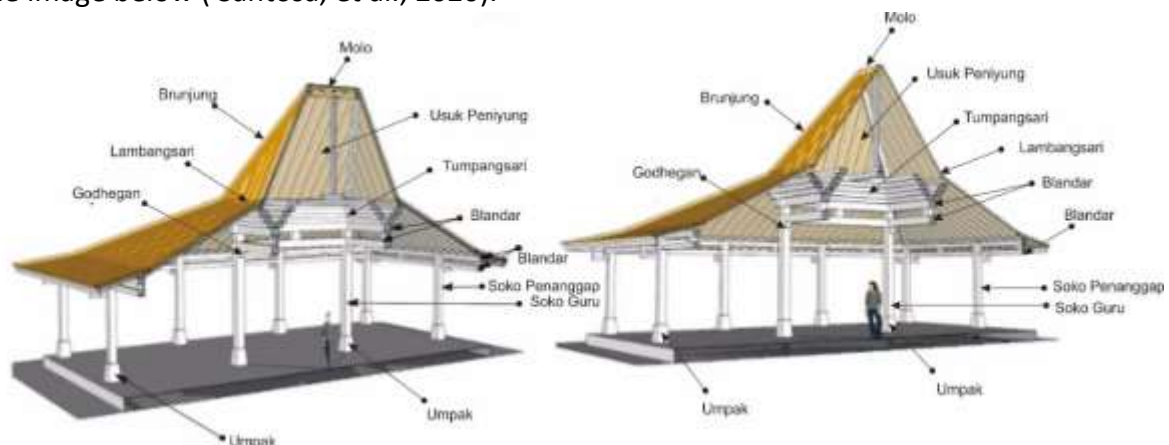 e image below ( Santosa, et al., 2020).
Molo
Brunjung
Usuk Peniyung
Lambangsari
Tumpangsari
Godhegan
Blandar
Blandar
Soko Penanggap
Soko Guru
Umpak
Umpak
Molo
Usuk Peniyung
Brunjung
Tumpangsari
Lambangsari
Godhegan
Blandar
Blandar
Soko Penanggap
Soko Guru
Umpak
Umpak